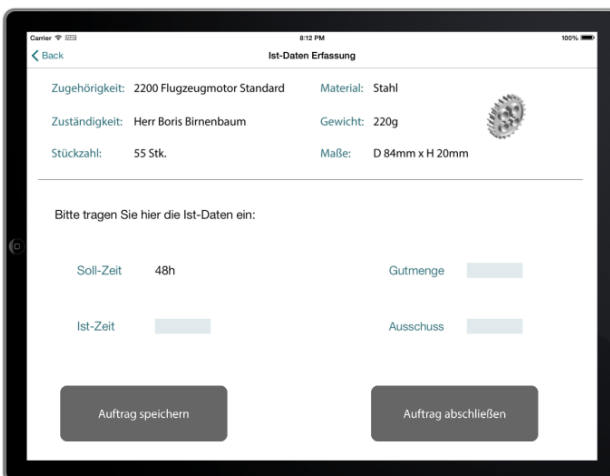 Carrier 8:12 PM 100%
Back Ist-Daten Erfassung
Zugehörigkeit: 2200 Flugzeugmotor Standard Material: Stahl
Zuständigkeit: Herr Boris Birnenbaum Gewicht: 220g
Stückzahl: 55 Stk. Maße: D 84mm x H 20mm
Bitte tragen Sie hier die Ist-Daten ein:
Soll-Zeit 48h Gutmenge
Ist-Zeit Ausschuss
Auftrag speichern Auftrag abschließen